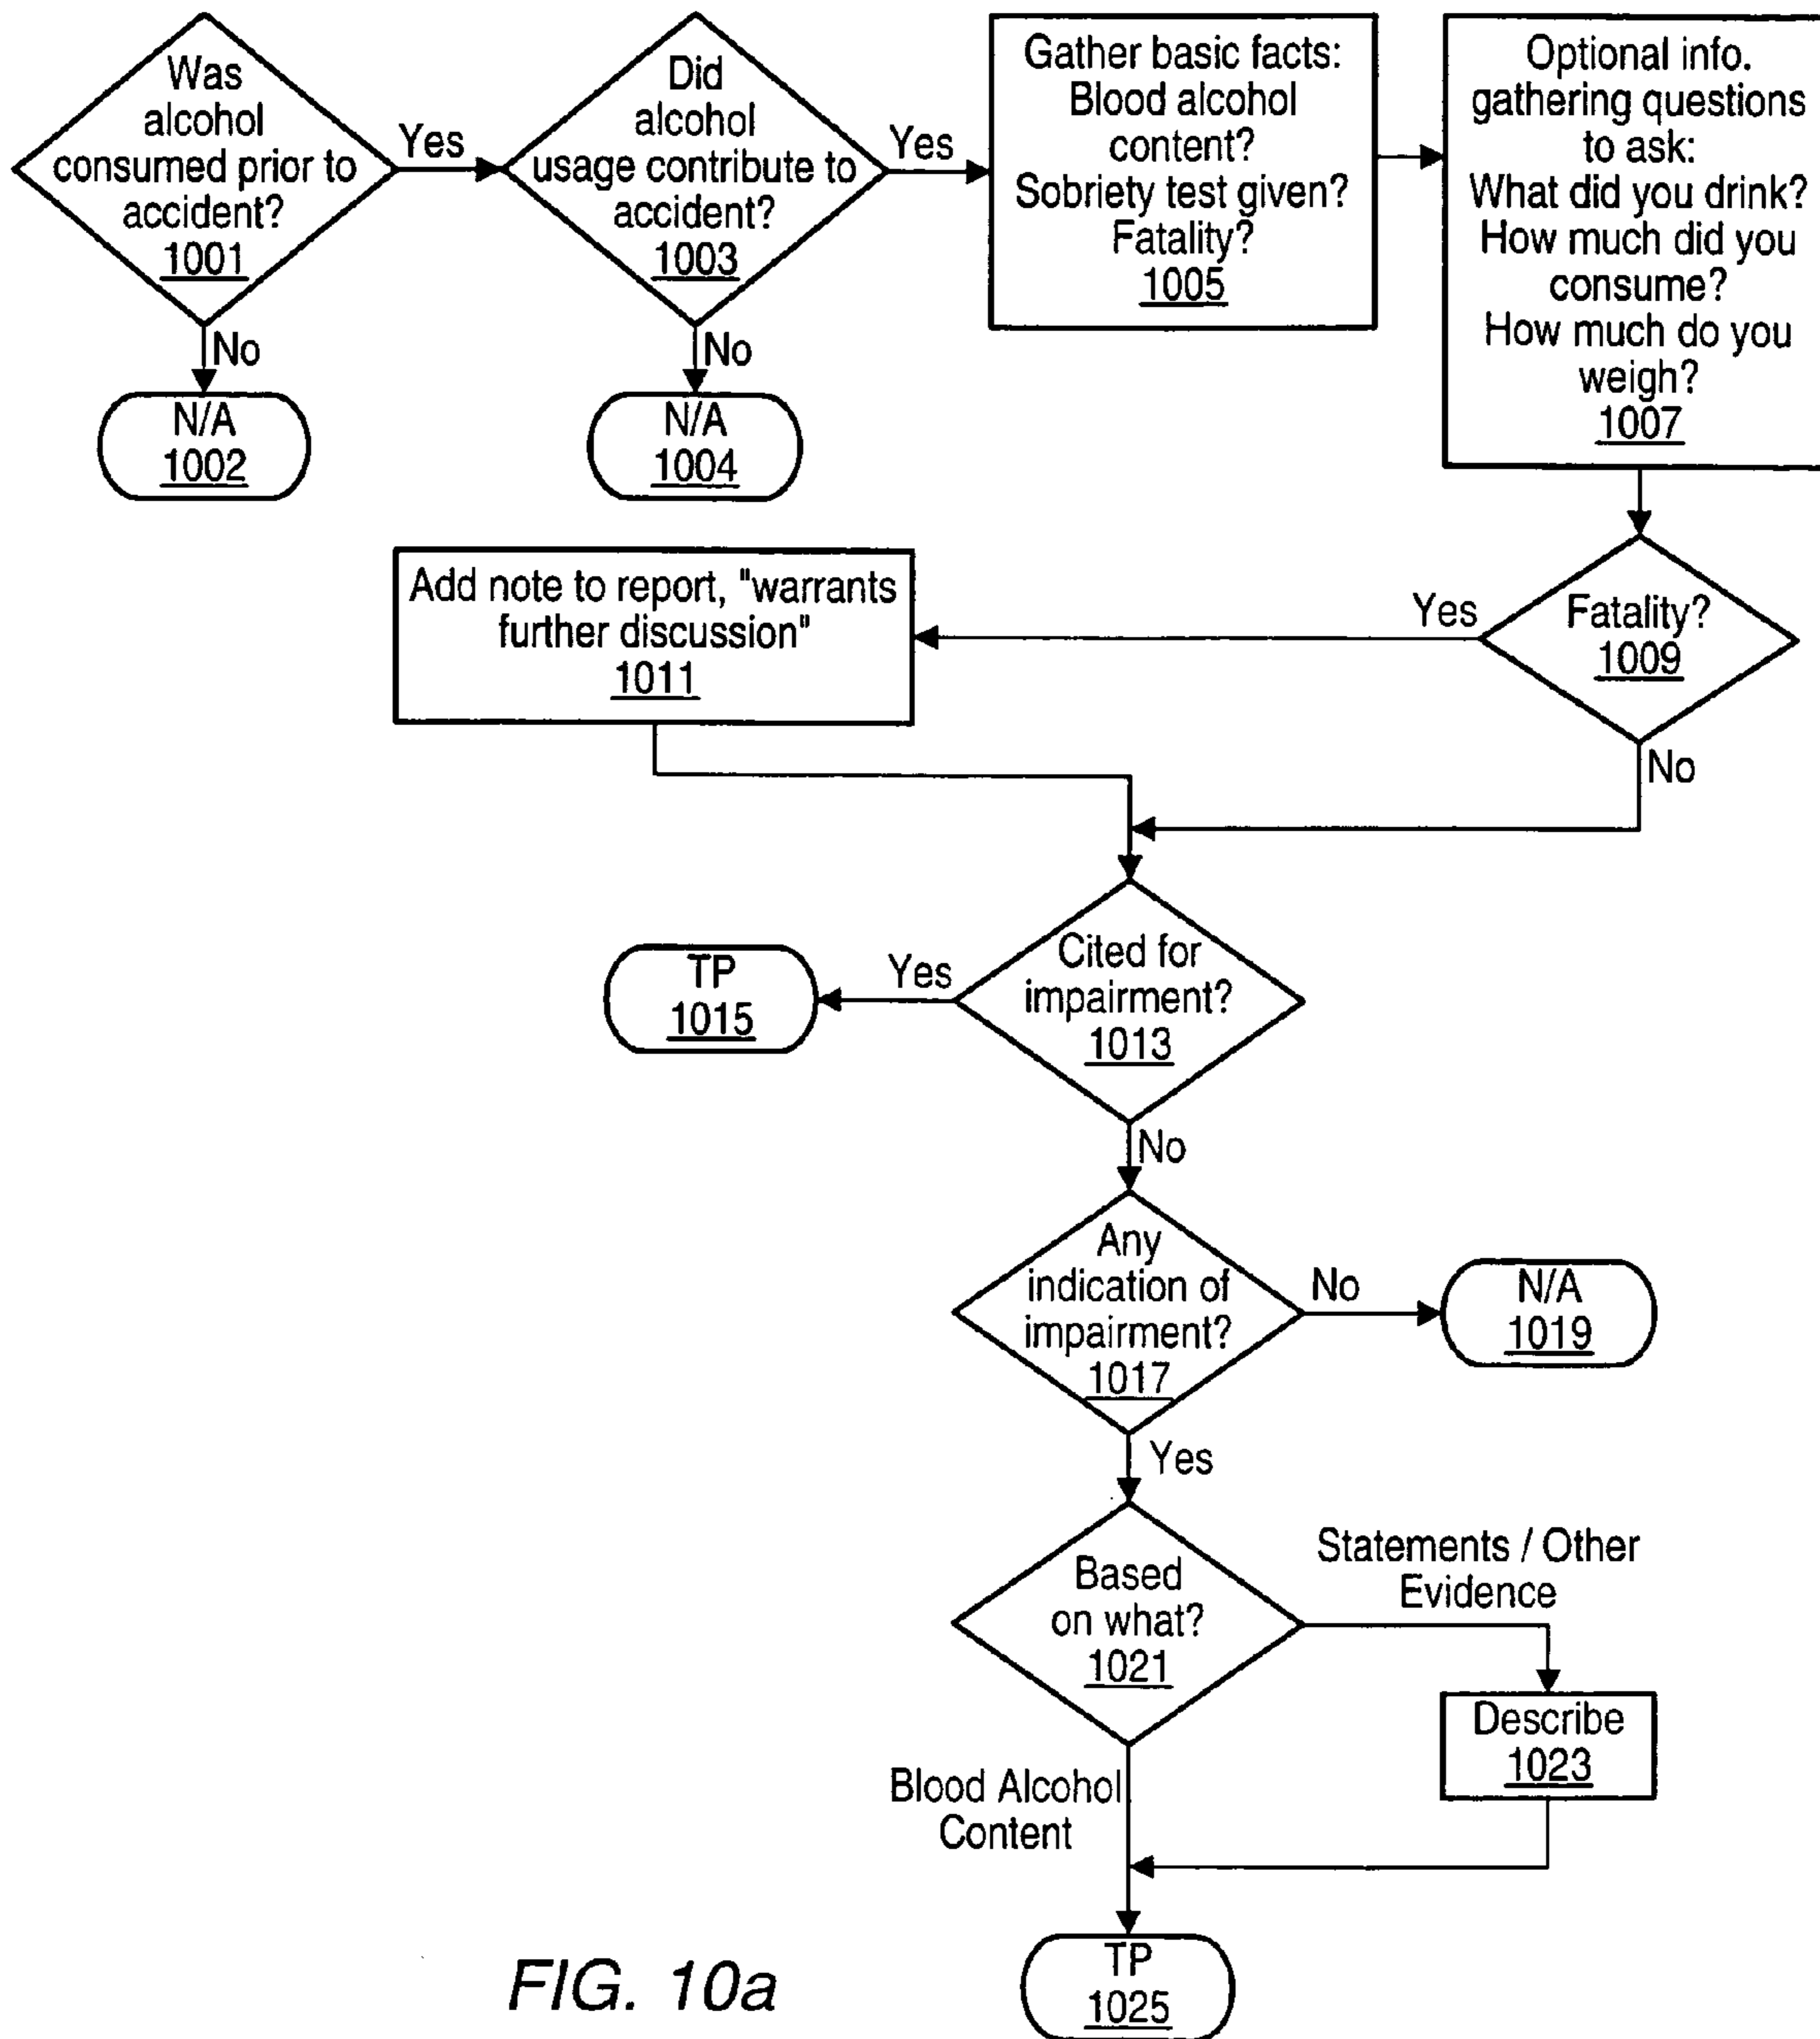 Was
alcohol
consumed prior to
accident?
1001
Yes
No
N/A
1002
Did
alcohol
usage contribute to
accident?
1003
Yes
No
N/A
1004
Gather basic facts:
Blood alcohol
content?
Sobriety test given?
Fatality?
1005
Optional info.
gathering questions
to ask:
What did you drink?
How much did you
consume?
How much do you
weigh?
1007
Fatality?
1009
Yes
No
Add note to report, "warrants
further discussion"
1011
Cited for
impairment?
1013
Yes
TP
1015
No
Any
indication of
impairment?
1017
No
N/A
1019
Yes
Based
on what?
1021
Statements / Other
Evidence
Describe
1023
Blood Alcohol
Content
TP
1025
FIG. 10a